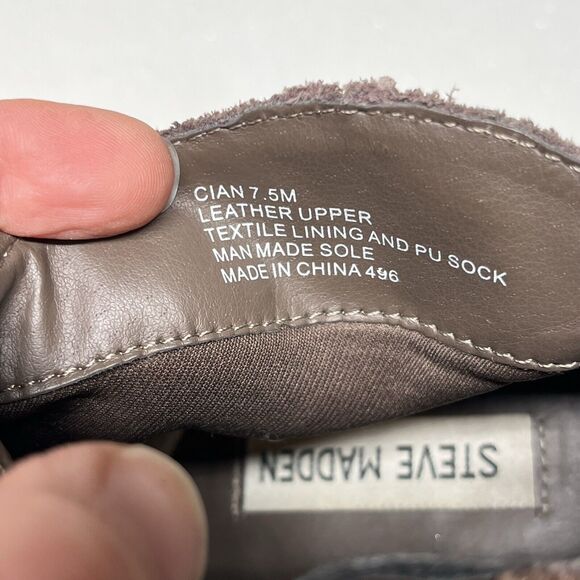 CIAN 7.5M
LEATHER UPPER
TEXTILE LINING AND PU SOCK
MAN MADE SOLE
MADE IN CHINA 496
STEVE MADDEN